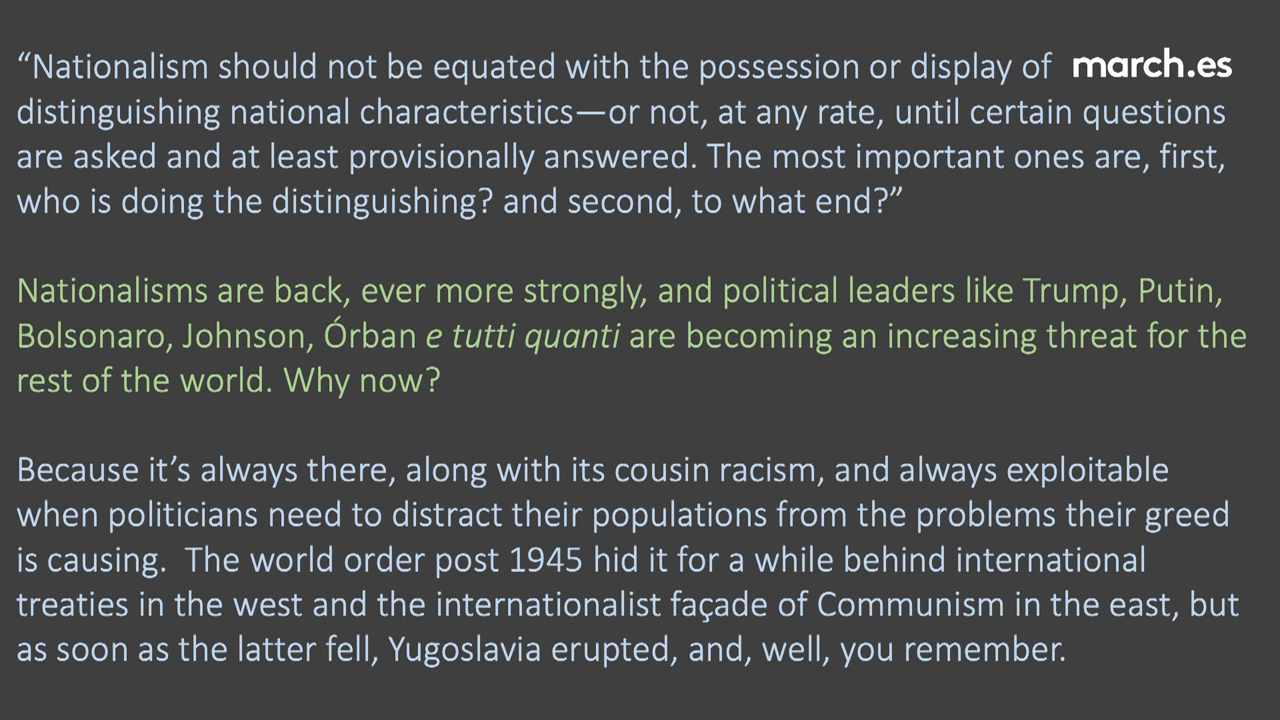 “Nationalism should not be equated with the possession or display of
march.es
distinguishing national characteristics—or not, at any rate, until certain questions
are asked and at least provisionally answered. The most important ones are, first,
who is doing the distinguishing? and second, to what end?”
Nationalisms are back, ever more strongly, and political leaders like Trump, Putin,
Bolsonaro, Johnson, Órban e tutti quanti are becoming an increasing threat for the
rest of the world. Why now?
Because it’s always there, along with its cousin racism, and always exploitable
when politicians need to distract their populations from the problems their greed
is causing.  The world order post 1945 hid it for a while behind international
treaties in the west and the internationalist façade of Communism in the east, but
as soon as the latter fell, Yugoslavia erupted, and, well, you remember.